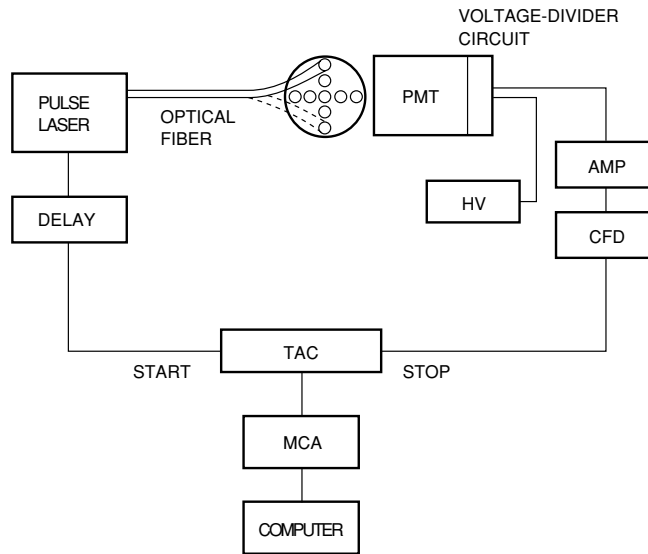 VOLTAGE-DIVIDER
CIRCUIT
PULSE
LASER
OPTICAL
FIBER
PMT
AMP
HV
DELAY
CFD
TAC
START
STOP
MCA
COMPUTER